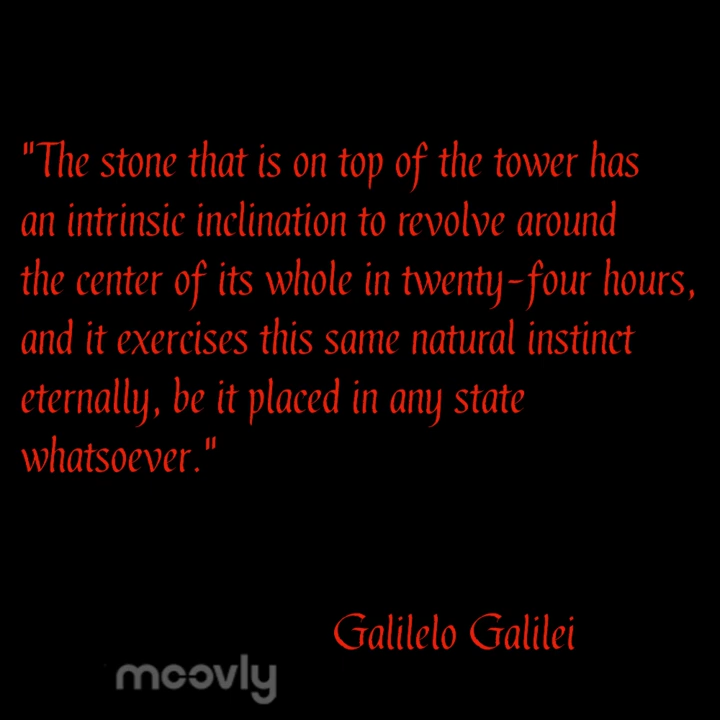 "The stone that is on top of the tower has
an intrinsic inclination to revolve around
the center of its whole in twenty-four hours,
and it exercises this same natural instinct
eternally, be it placed in any state
whatsoever."
Galilelo Galilei
moovly